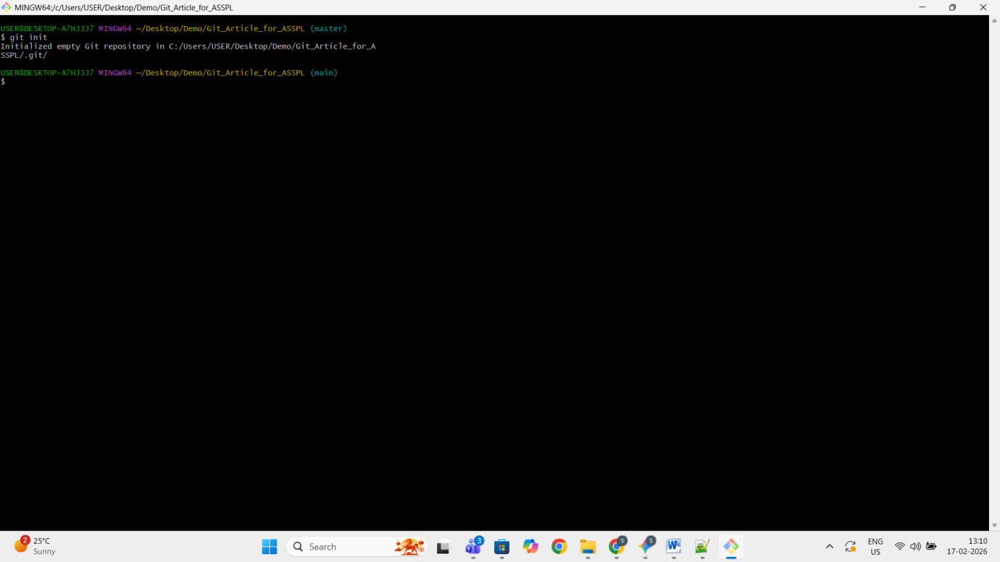 MINGW64:/c/Users/USER/Desktop/Demo/Git_Article_for_ASSPL
USER@DESKTOP-A7HJJJ7 MINGW64 ~/Desktop/Demo/Git_Article_for_ASSPL (master)
$ git init
Initialized empty Git repository in C:/Users/USER/Desktop/Demo/Git_Article_for_A
SSPL/.git/
USER@DESKTOP-A7HJJJ7 MINGW64 ~/Desktop/Demo/Git_Article_for_ASSPL (main)
$
2
25°C
Sunny
Search
T
3
S
S
W
ENG
US
13:10
17-02-2026